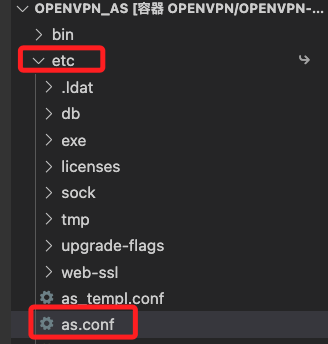 OPENVPN_AS [容器 OPENVPN/OPENVPN-...
bin
etc
.ldat
db
exe
licenses
sock
tmp
upgrade-flags
web-ssl
as_templ.conf
as.conf